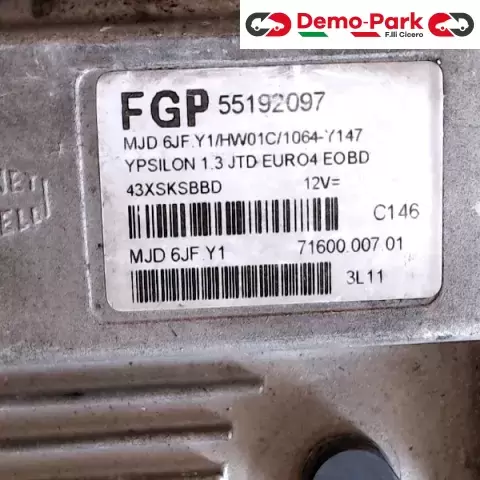 Demo-Park
F.lli Cicero
FGP 55192097
MJD 6JF.Y1/HW01C/1064-Y147
YPSILON 1.3 JTD EURO4 EOBD
43XSKSBBD 12V=
C146
MJD 6JF Y1 71600.007.01
3L11